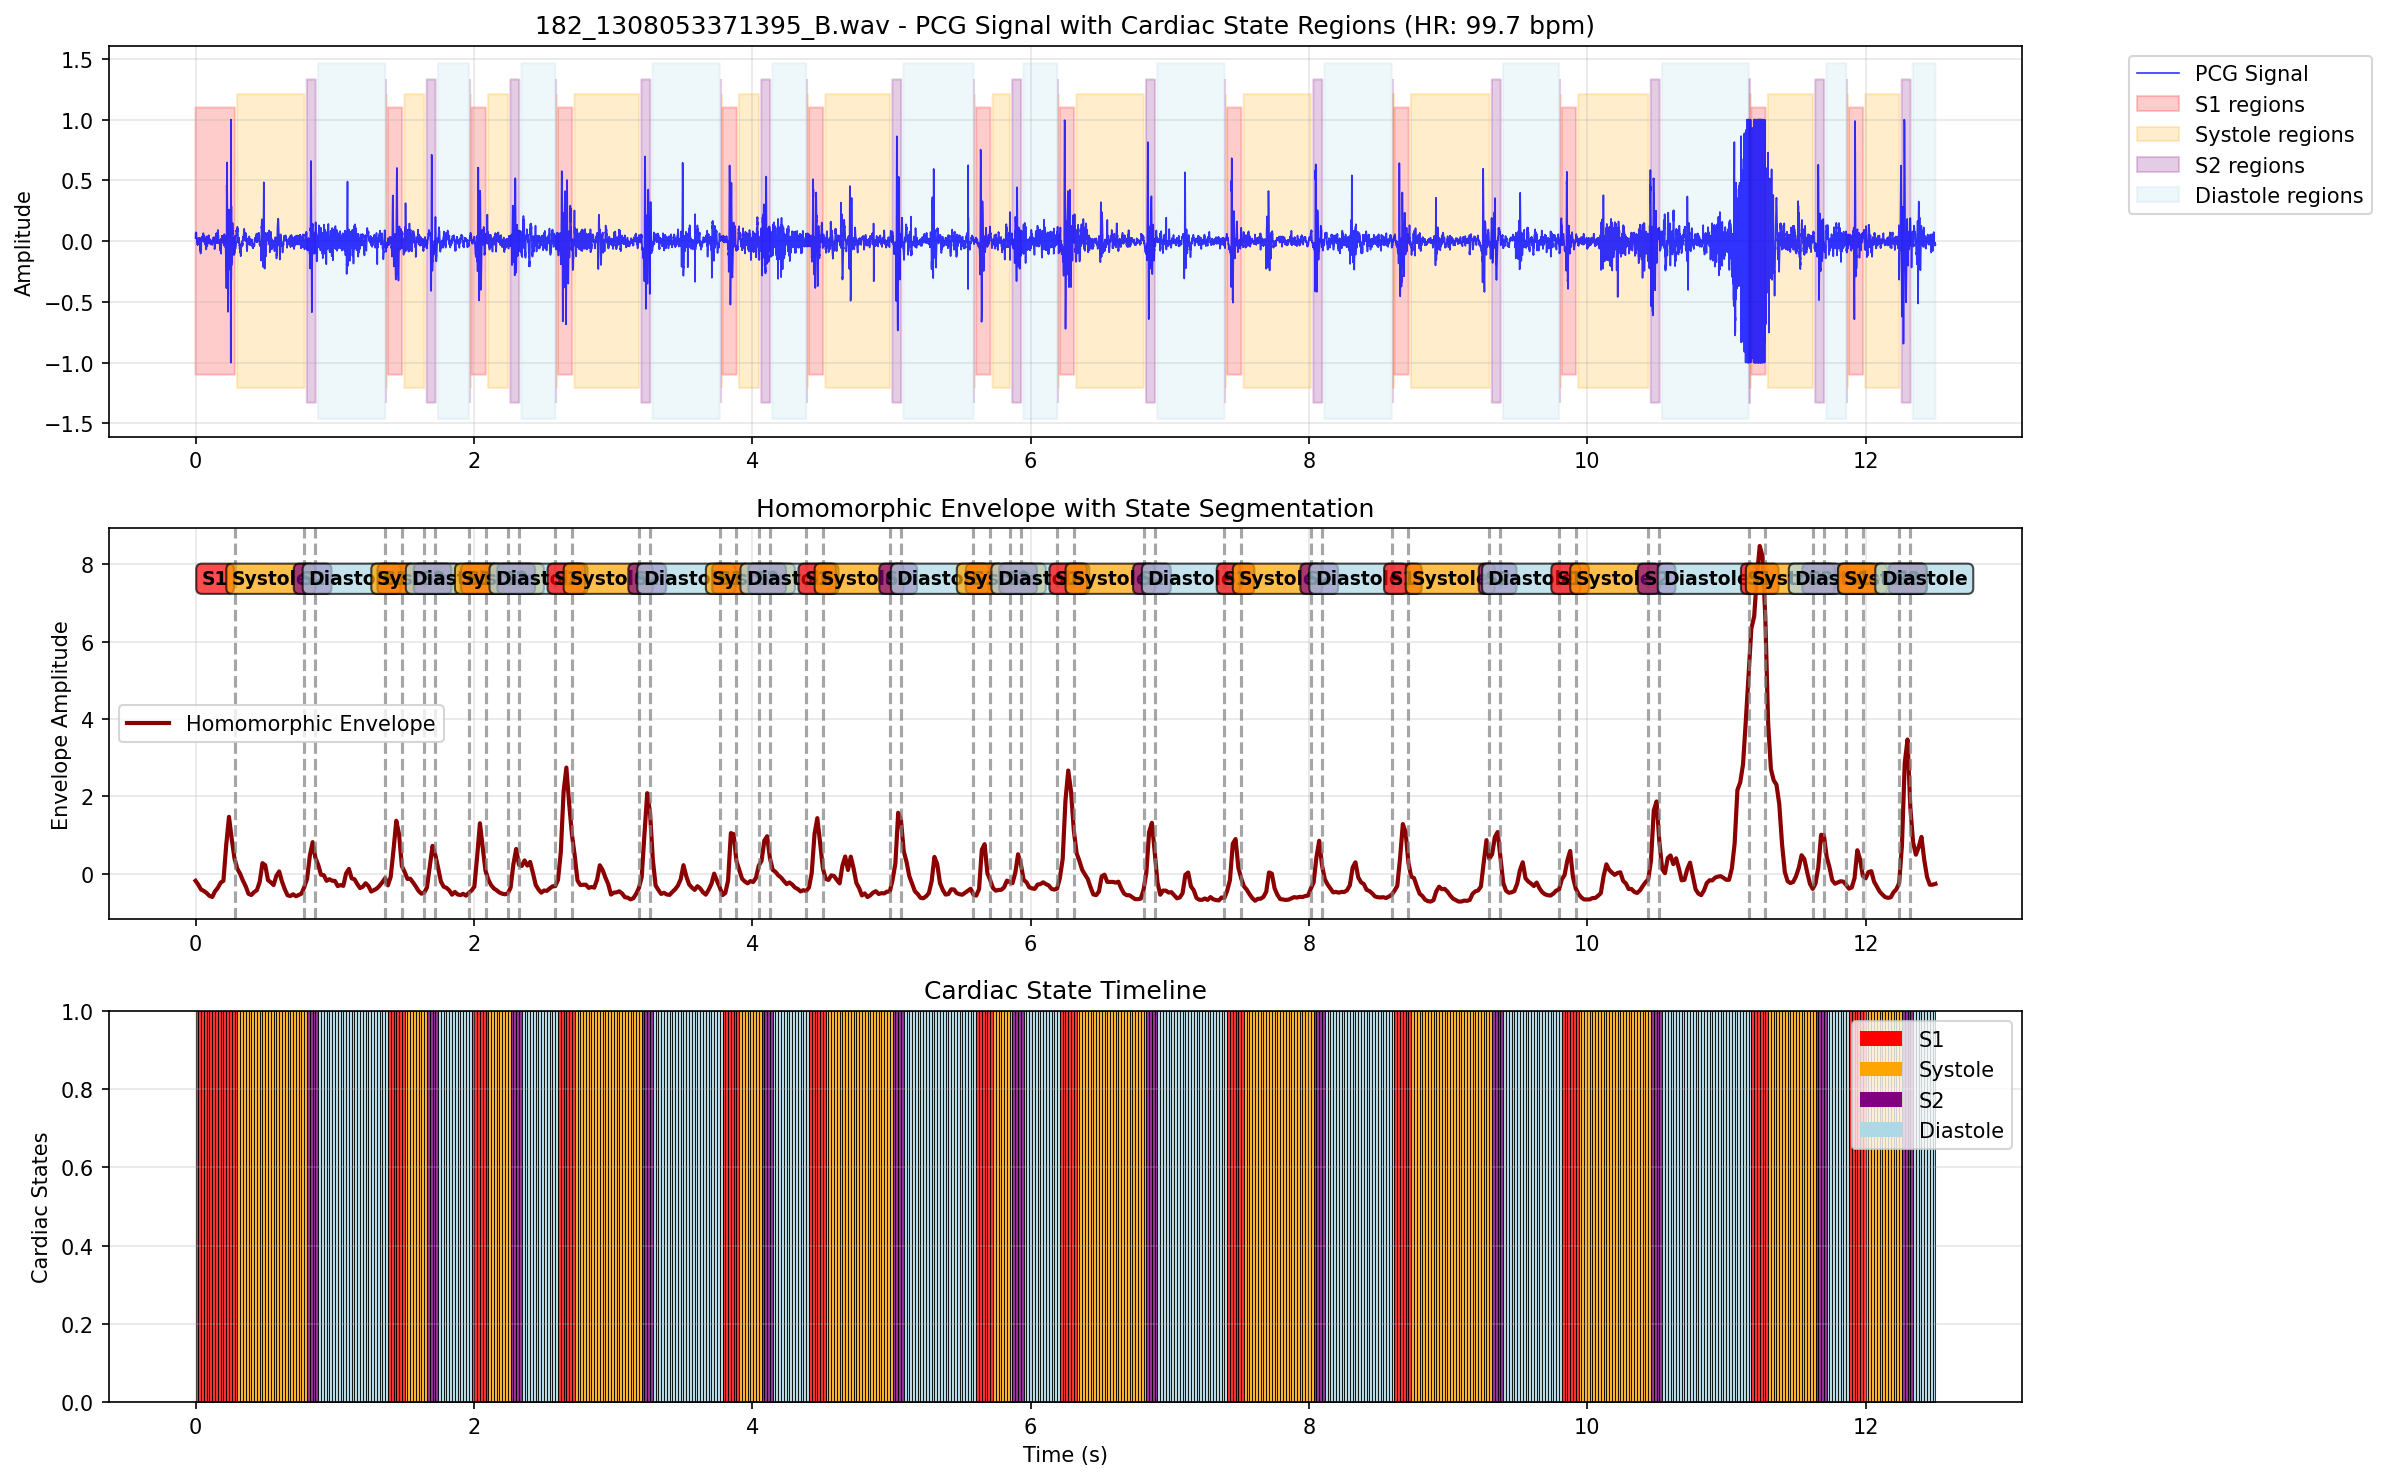 182_1308053371395_B.wav - PCG Signal with Cardiac State Regions (HR: 99.7 bpm)
Amplitude
1.5
1.0
0.5
0.0
−0.5
−1.0
−1.5
0 2 4 6 8 10 12
PCG Signal
S1 regions
Systole regions
S2 regions
Diastole regions
Homomorphic Envelope with State Segmentation
Envelope Amplitude
8
6
4
2
0
S1 Systole Diastole Diastole
Homomorphic Envelope
0 2 4 6 8 10 12
Cardiac State Timeline
Cardiac States
1.0
0.8
0.6
0.4
0.2
0.0
S1
Systole
S2
Diastole
0 2 4 6 8 10 12
Time (s)